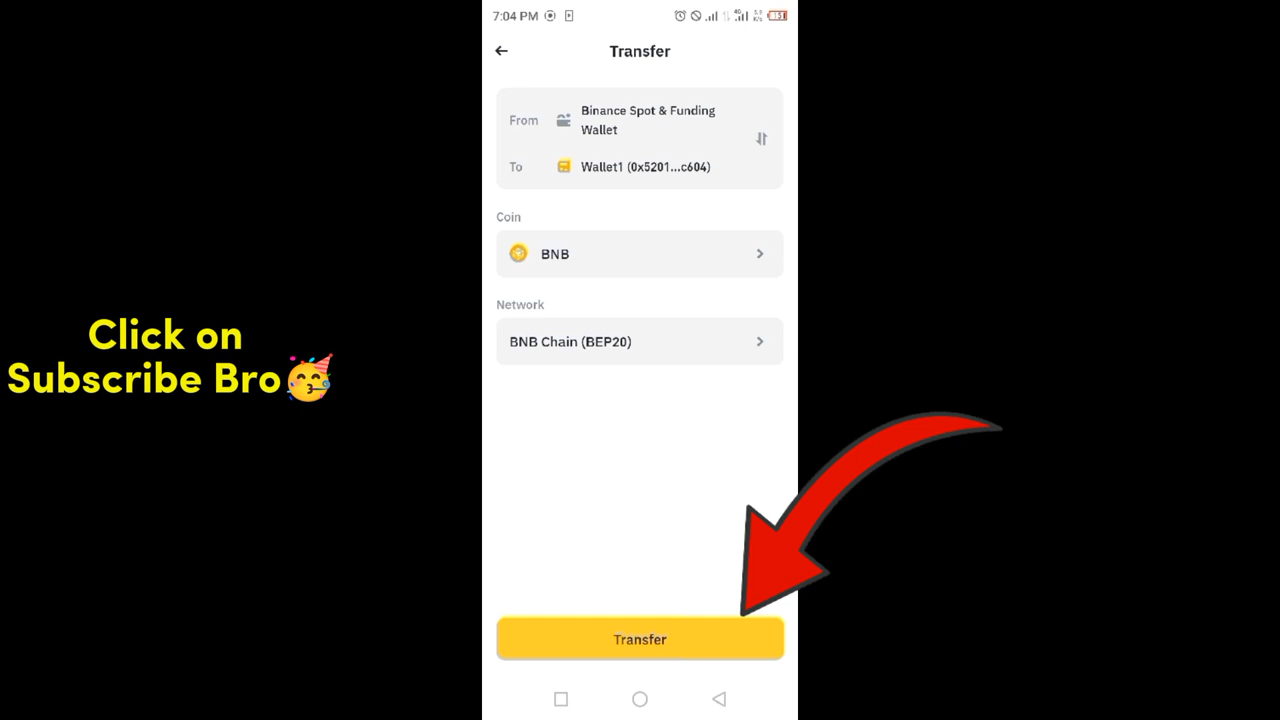 7:04 PM
Transfer
From
Binance Spot & Funding
Wallet
To
Wallet1 (0x5201...c604)
Coin
BNB
Network
BNB Chain (BEP20)
Click on
Subscribe Bro🥳
Transfer